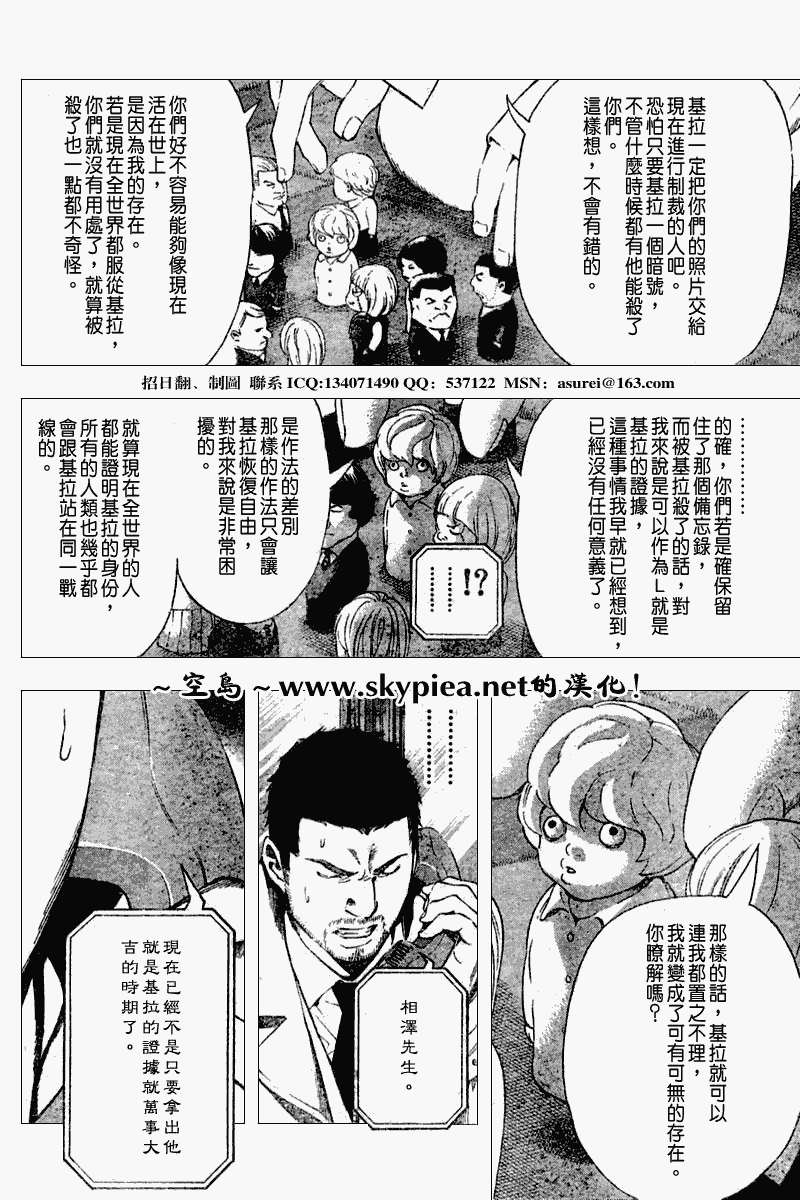 基拉一定把你們的照片交給
現在進行制裁的人吧。
恐怕只要基拉一個暗號，
不管什麼時候都有他能殺了
你們。
這樣想，不會有錯的。
你們好不容易能夠像現在
活在世上，
是因為我的存在。
若是現在全世界都服從基拉，
你們就沒有用處了，就算被
殺了也一點都不奇怪。
招日翻、制圖 聯系ICQ:134071490 QQ：537122 MSN：asurei@163.com
…………
的確，你們若是確保留
住了那個備忘錄，
而被基拉殺了的話，對
我來說是可以作為L就是
基拉的證據，
這種事情我早就已經想到，
已經沒有任何意義了。
……!?
是作法的差別
那樣的作法只會讓
基拉恢復自由，
對我來說是非常困
擾的。
就算現在全世界的人
都能證明基拉的身份，
所有的人類也幾乎都
會跟基拉站在同一戰
線的。
~空島~www.skypiea.net的漢化!
那樣的話，基拉就可以
連我都置之不理，
我就變成了可有可無的存在。
你瞭解嗎？
…………
相澤先生。
現在已經不是只要拿出他
就是基拉的證據就萬事大
吉的時期了。